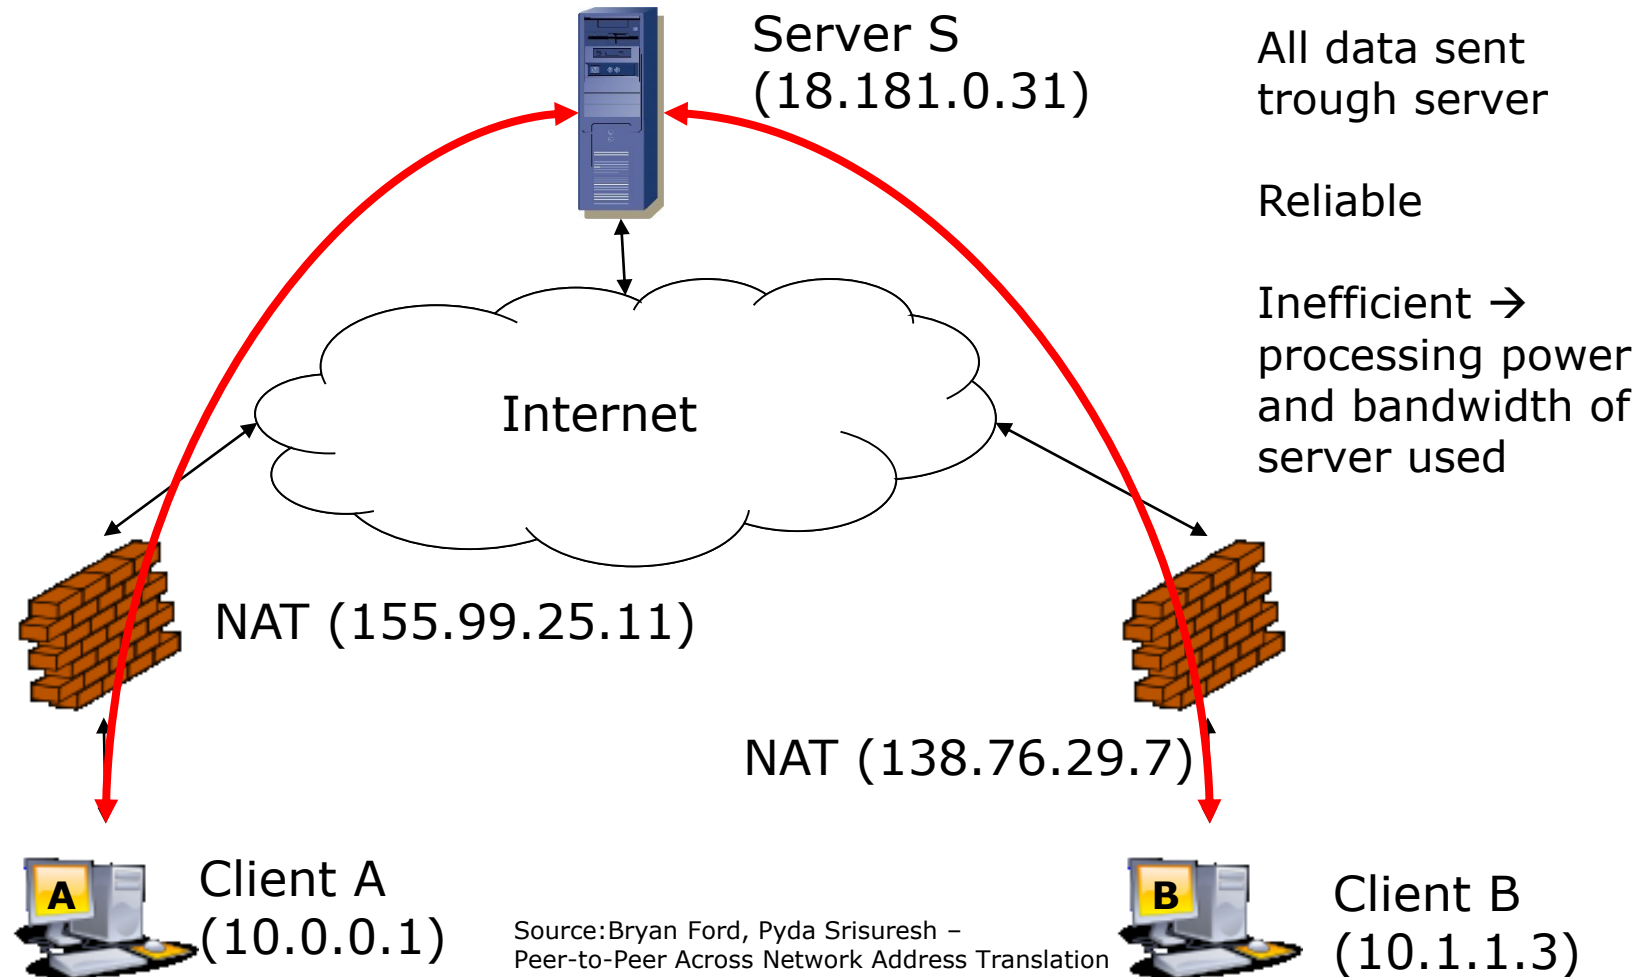 Server S
(18.181.0.31)
All data sent
trough server
Reliable
Inefficient →
processing power
and bandwidth of
server used
Internet
NAT (155.99.25.11)
NAT (138.76.29.7)
A
Client A
(10.0.0.1)
B
Client B
(10.1.1.3)
Source:Bryan Ford, Pyda Srisuresh –
Peer-to-Peer Across Network Address Translation